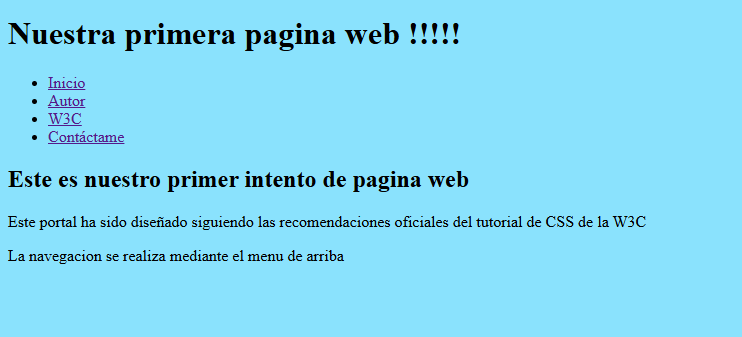 Nuestra primera pagina web !!!!!
Inicio
Autor
W3C
Contáctame
Este es nuestro primer intento de pagina web
Este portal ha sido diseñado siguiendo las recomendaciones oficiales del tutorial de CSS de la W3C
La navegacion se realiza mediante el menu de arriba